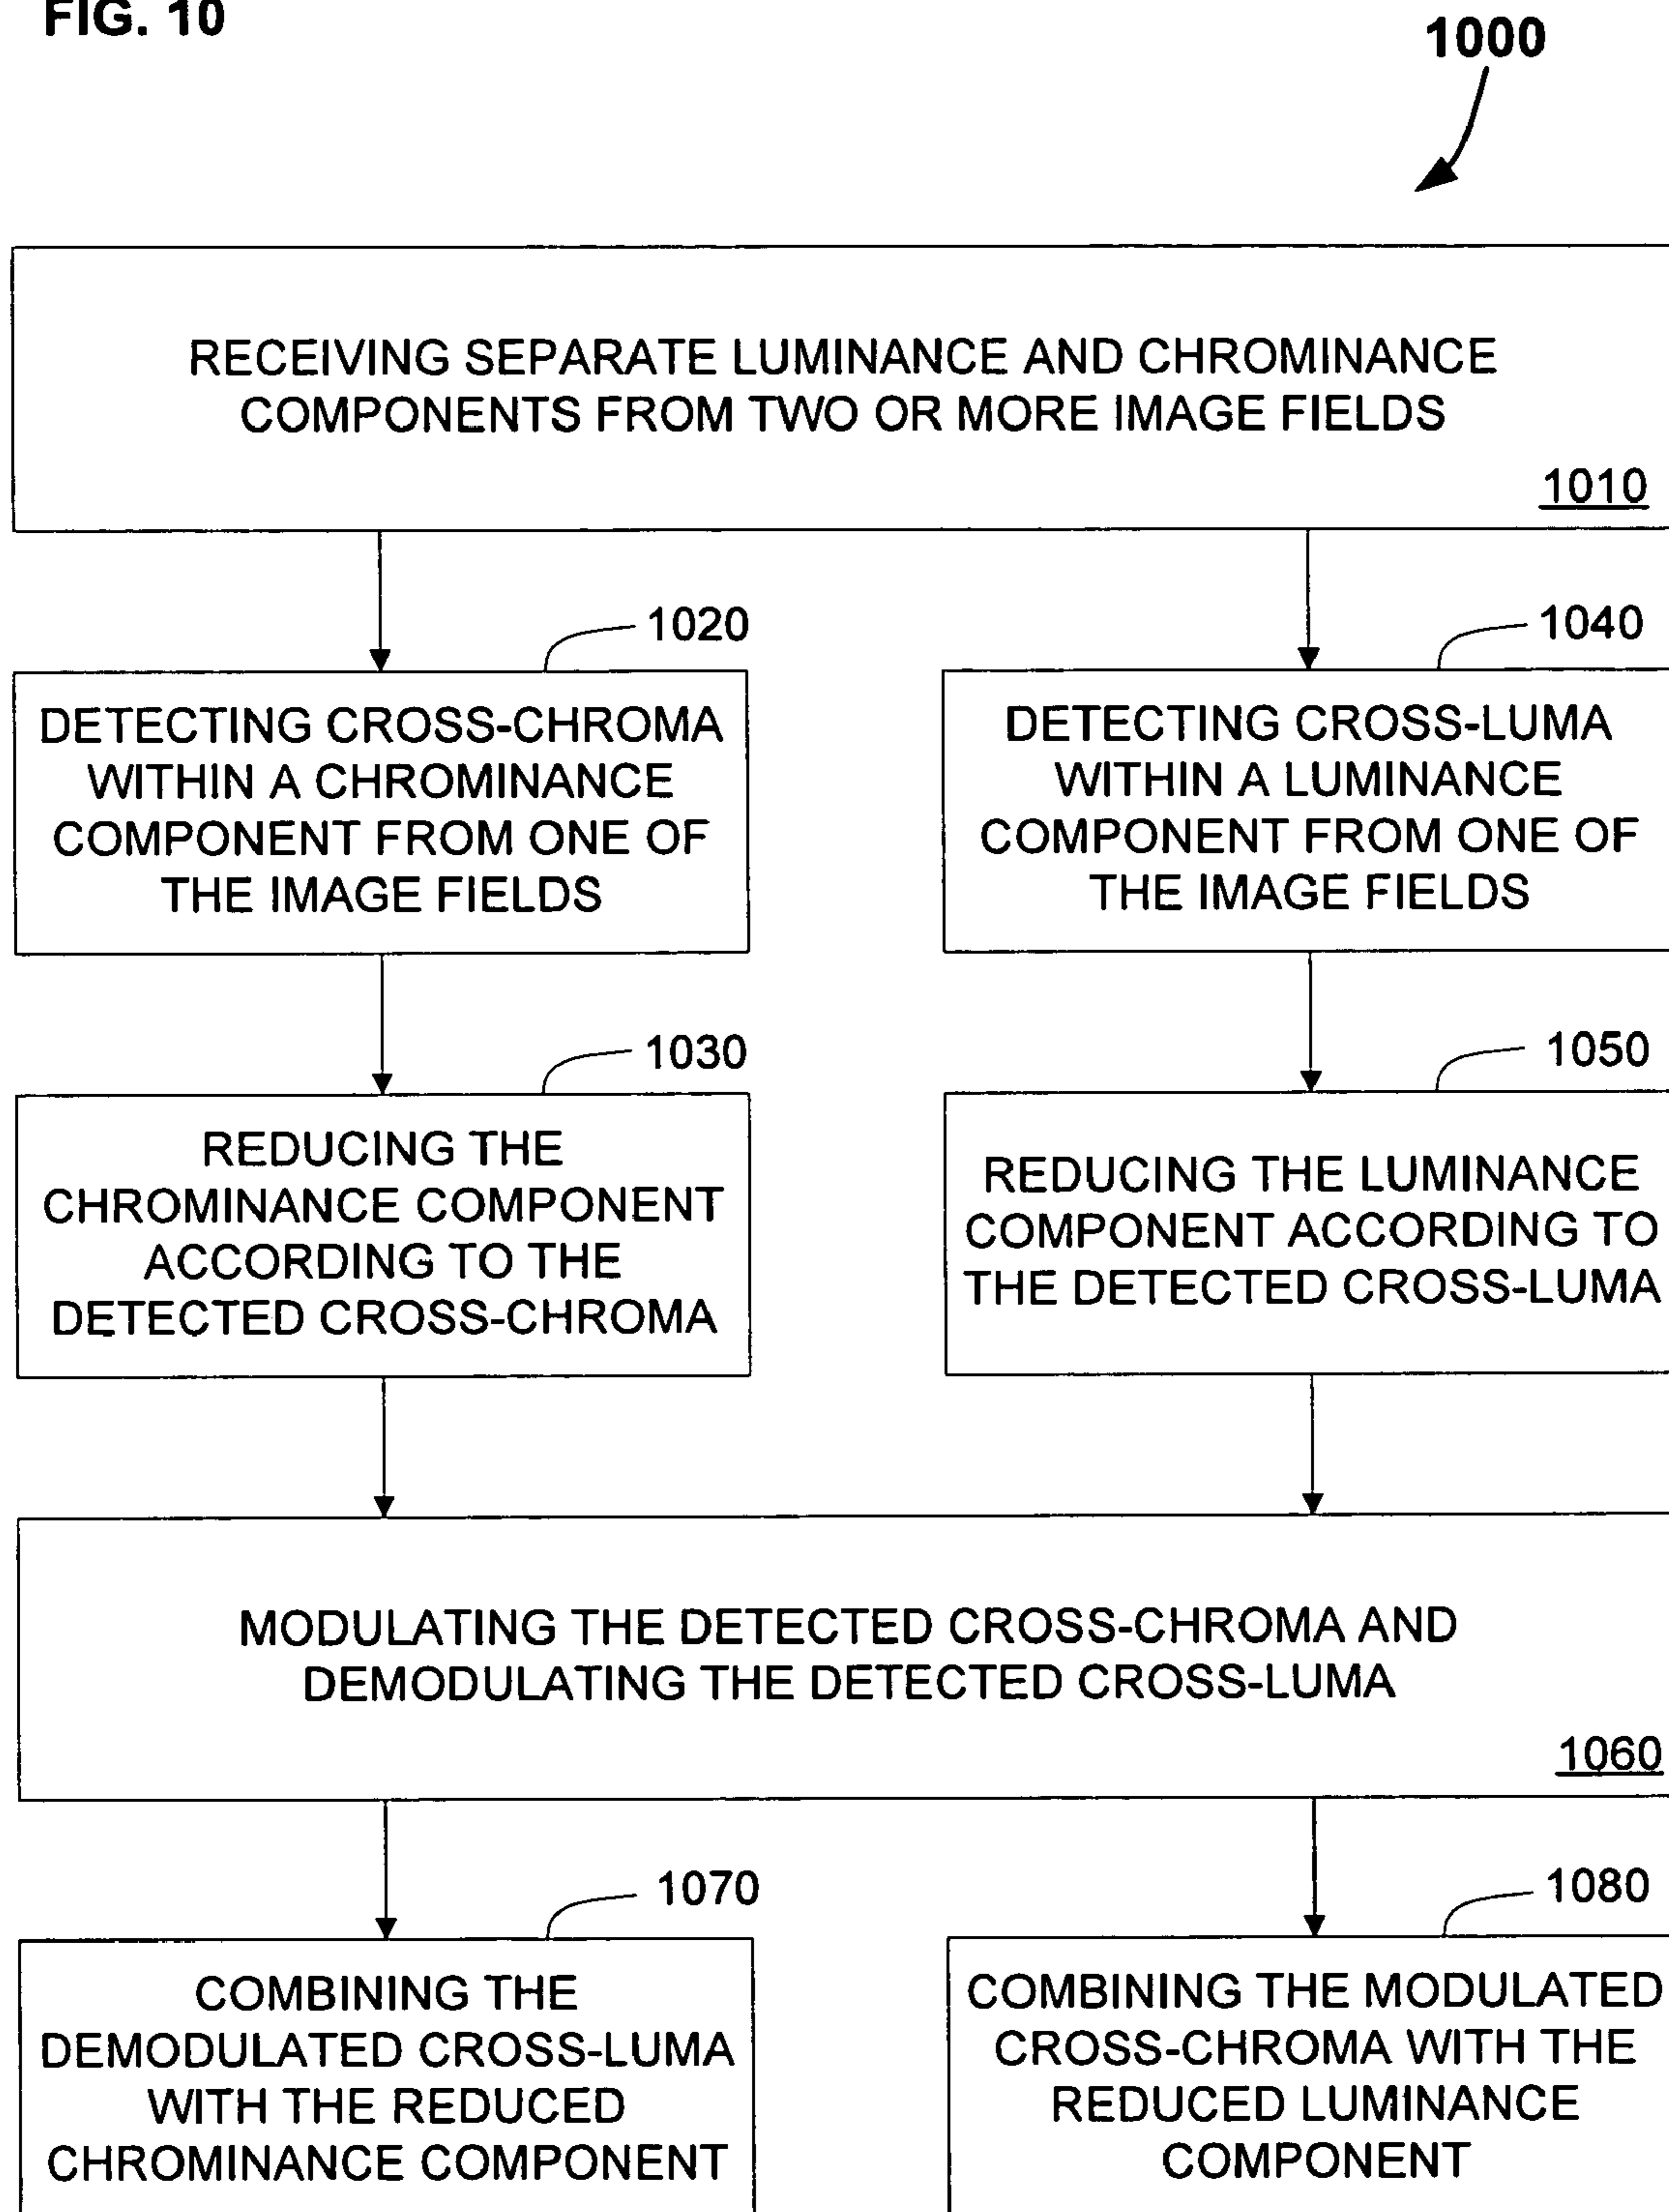 FIG. 10
1000
RECEIVING SEPARATE LUMINANCE AND CHROMINANCE
COMPONENTS FROM TWO OR MORE IMAGE FIELDS
1010
1020
DETECTING CROSS-CHROMA
WITHIN A CHROMINANCE
COMPONENT FROM ONE OF
THE IMAGE FIELDS
1040
DETECTING CROSS-LUMA
WITHIN A LUMINANCE
COMPONENT FROM ONE OF
THE IMAGE FIELDS
1030
REDUCING THE
CHROMINANCE COMPONENT
ACCORDING TO THE
DETECTED CROSS-CHROMA
1050
REDUCING THE LUMINANCE
COMPONENT ACCORDING TO
THE DETECTED CROSS-LUMA
MODULATING THE DETECTED CROSS-CHROMA AND
DEMODULATING THE DETECTED CROSS-LUMA
1060
1070
COMBINING THE
DEMODULATED CROSS-LUMA
WITH THE REDUCED
CHROMINANCE COMPONENT
1080
COMBINING THE MODULATED
CROSS-CHROMA WITH THE
REDUCED LUMINANCE
COMPONENT